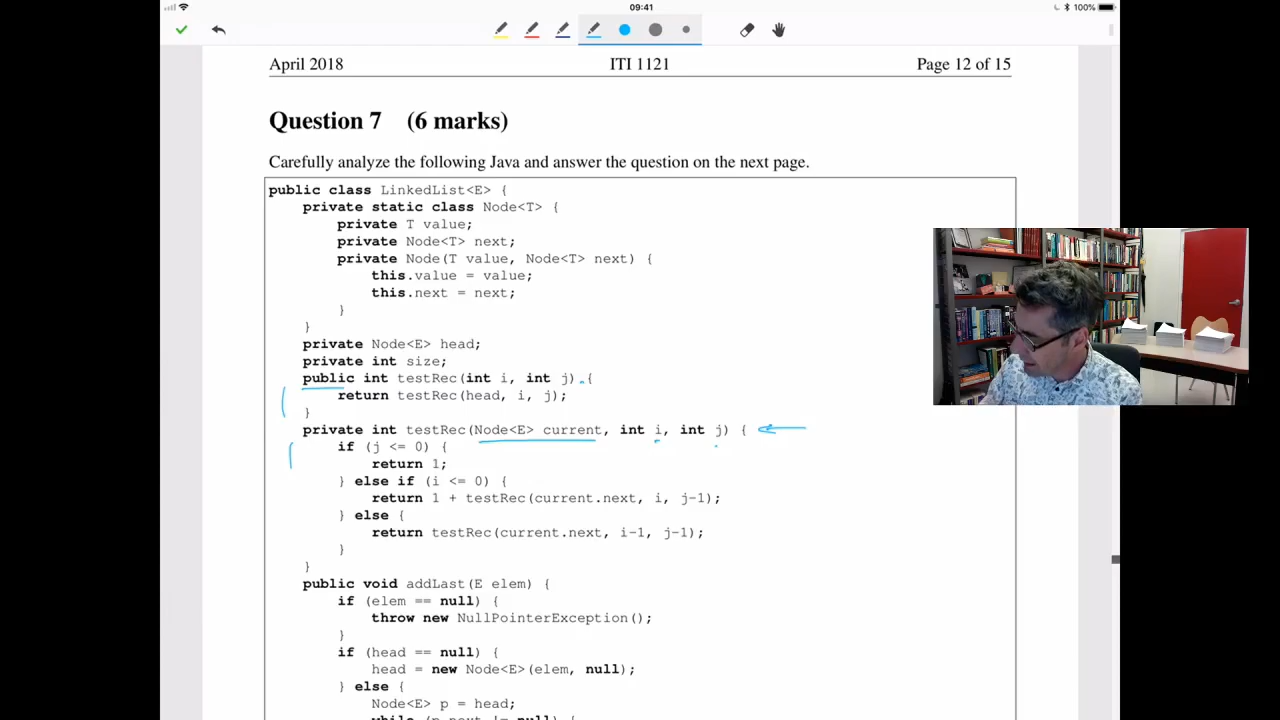 09:41
100%
April 2018 ITI 1121 Page 12 of 15
Question 7 (6 marks)
Carefully analyze the following Java and answer the question on the next page.
public class LinkedList<E> {
    private static class Node<T> {
        private T value;
        private Node<T> next;
        private Node(T value, Node<T> next) {
            this.value = value;
            this.next = next;
        }
    }
    private Node<E> head;
    private int size;
    public int testRec(int i, int j) {
        return testRec(head, i, j);
    }
    private int testRec(Node<E> current, int i, int j) {
        if (j <= 0) {
            return 1;
        } else if (i <= 0) {
            return 1 + testRec(current.next, i, j-1);
        } else {
            return testRec(current.next, i-1, j-1);
        }
    }
    public void addLast(E elem) {
        if (elem == null) {
            throw new NullPointerException();
        }
        if (head == null) {
            head = new Node<E>(elem, null);
        } else {
            Node<E> p = head;
            while (p.next != null) {